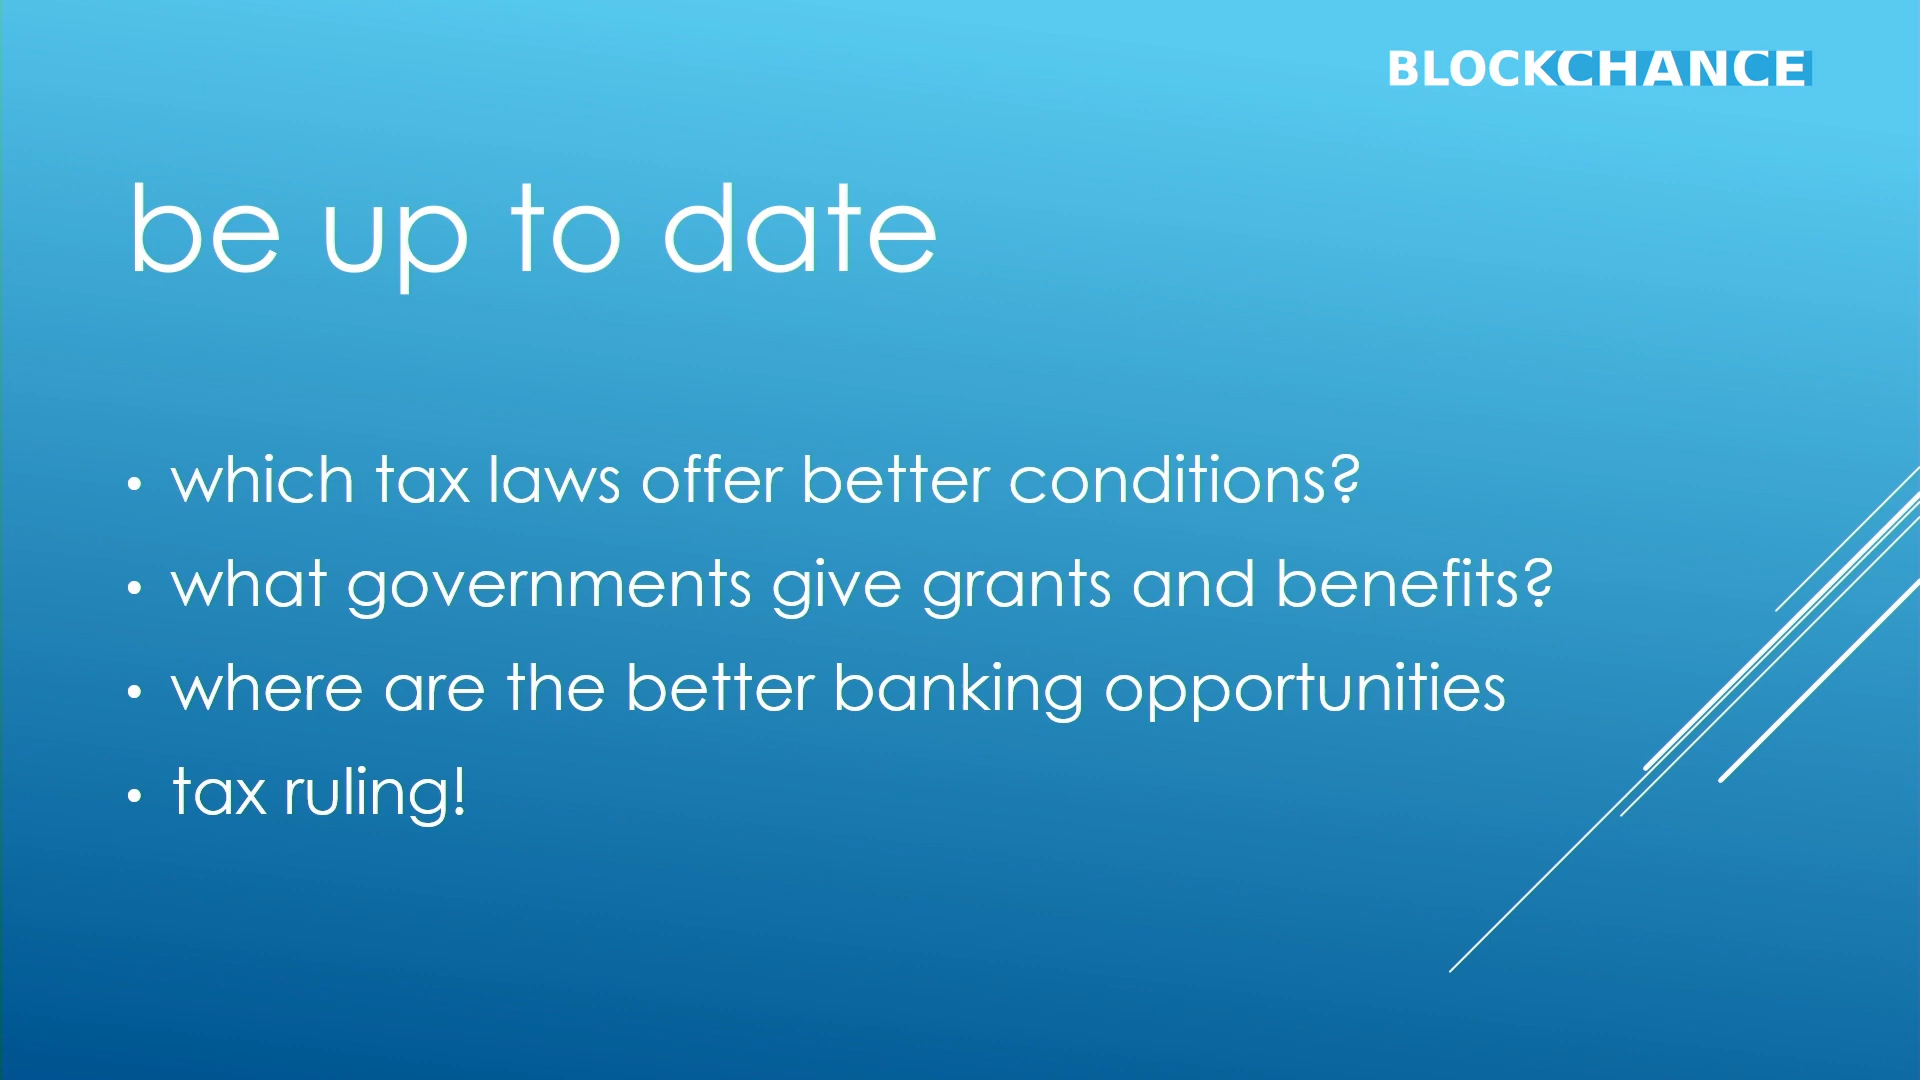 BLOCKCHANCE
be up to date
• which tax laws offer better conditions?
• what governments give grants and benefits?
• where are the better banking opportunities
• tax ruling!